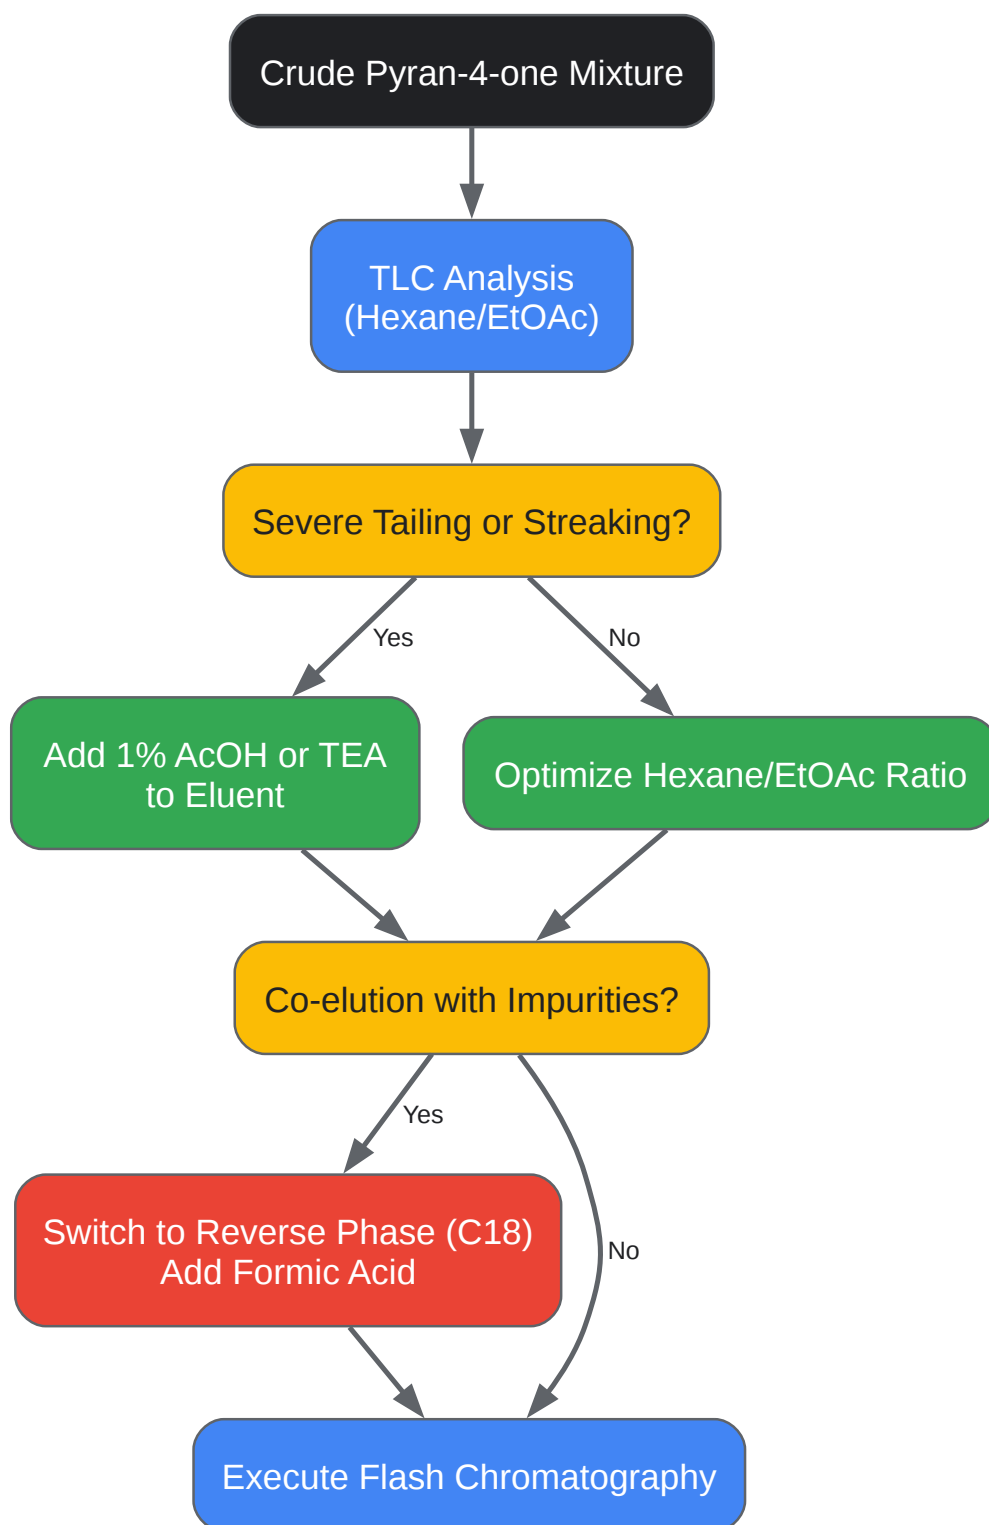 Crude Pyran-4-one Mixture
TLC Analysis
(Hexane/EtOAc)
Severe Tailing or Streaking?
Yes
No
Add 1% AcOH or TEA
to Eluent
Optimize Hexane/EtOAc Ratio
Co-elution with Impurities?
Yes
Switch to Reverse Phase (C18)
Add Formic Acid
No
Execute Flash Chromatography